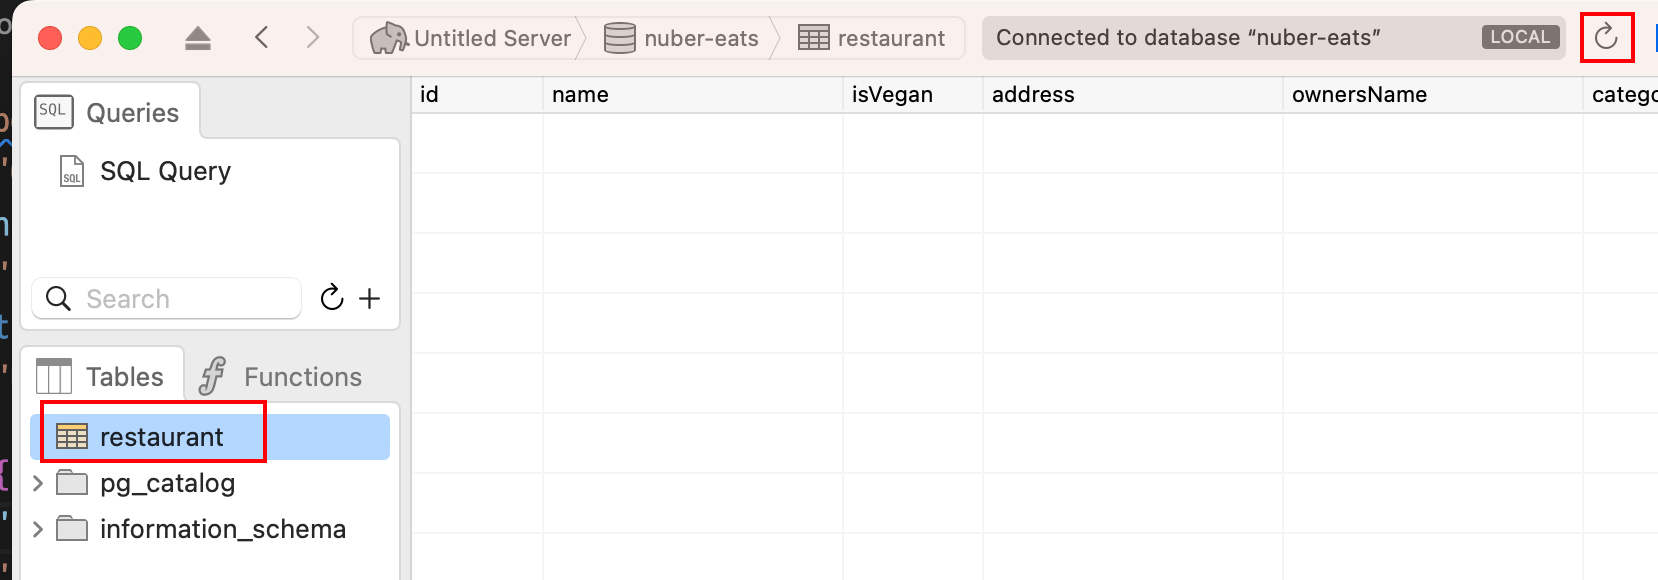 Untitled Server nuber-eats restaurant Connected to database “nuber-eats” LOCAL
id name isVegan address ownersName catego
SQL Queries
SQL SQL Query
Search
Tables Functions
restaurant
pg_catalog
information_schema